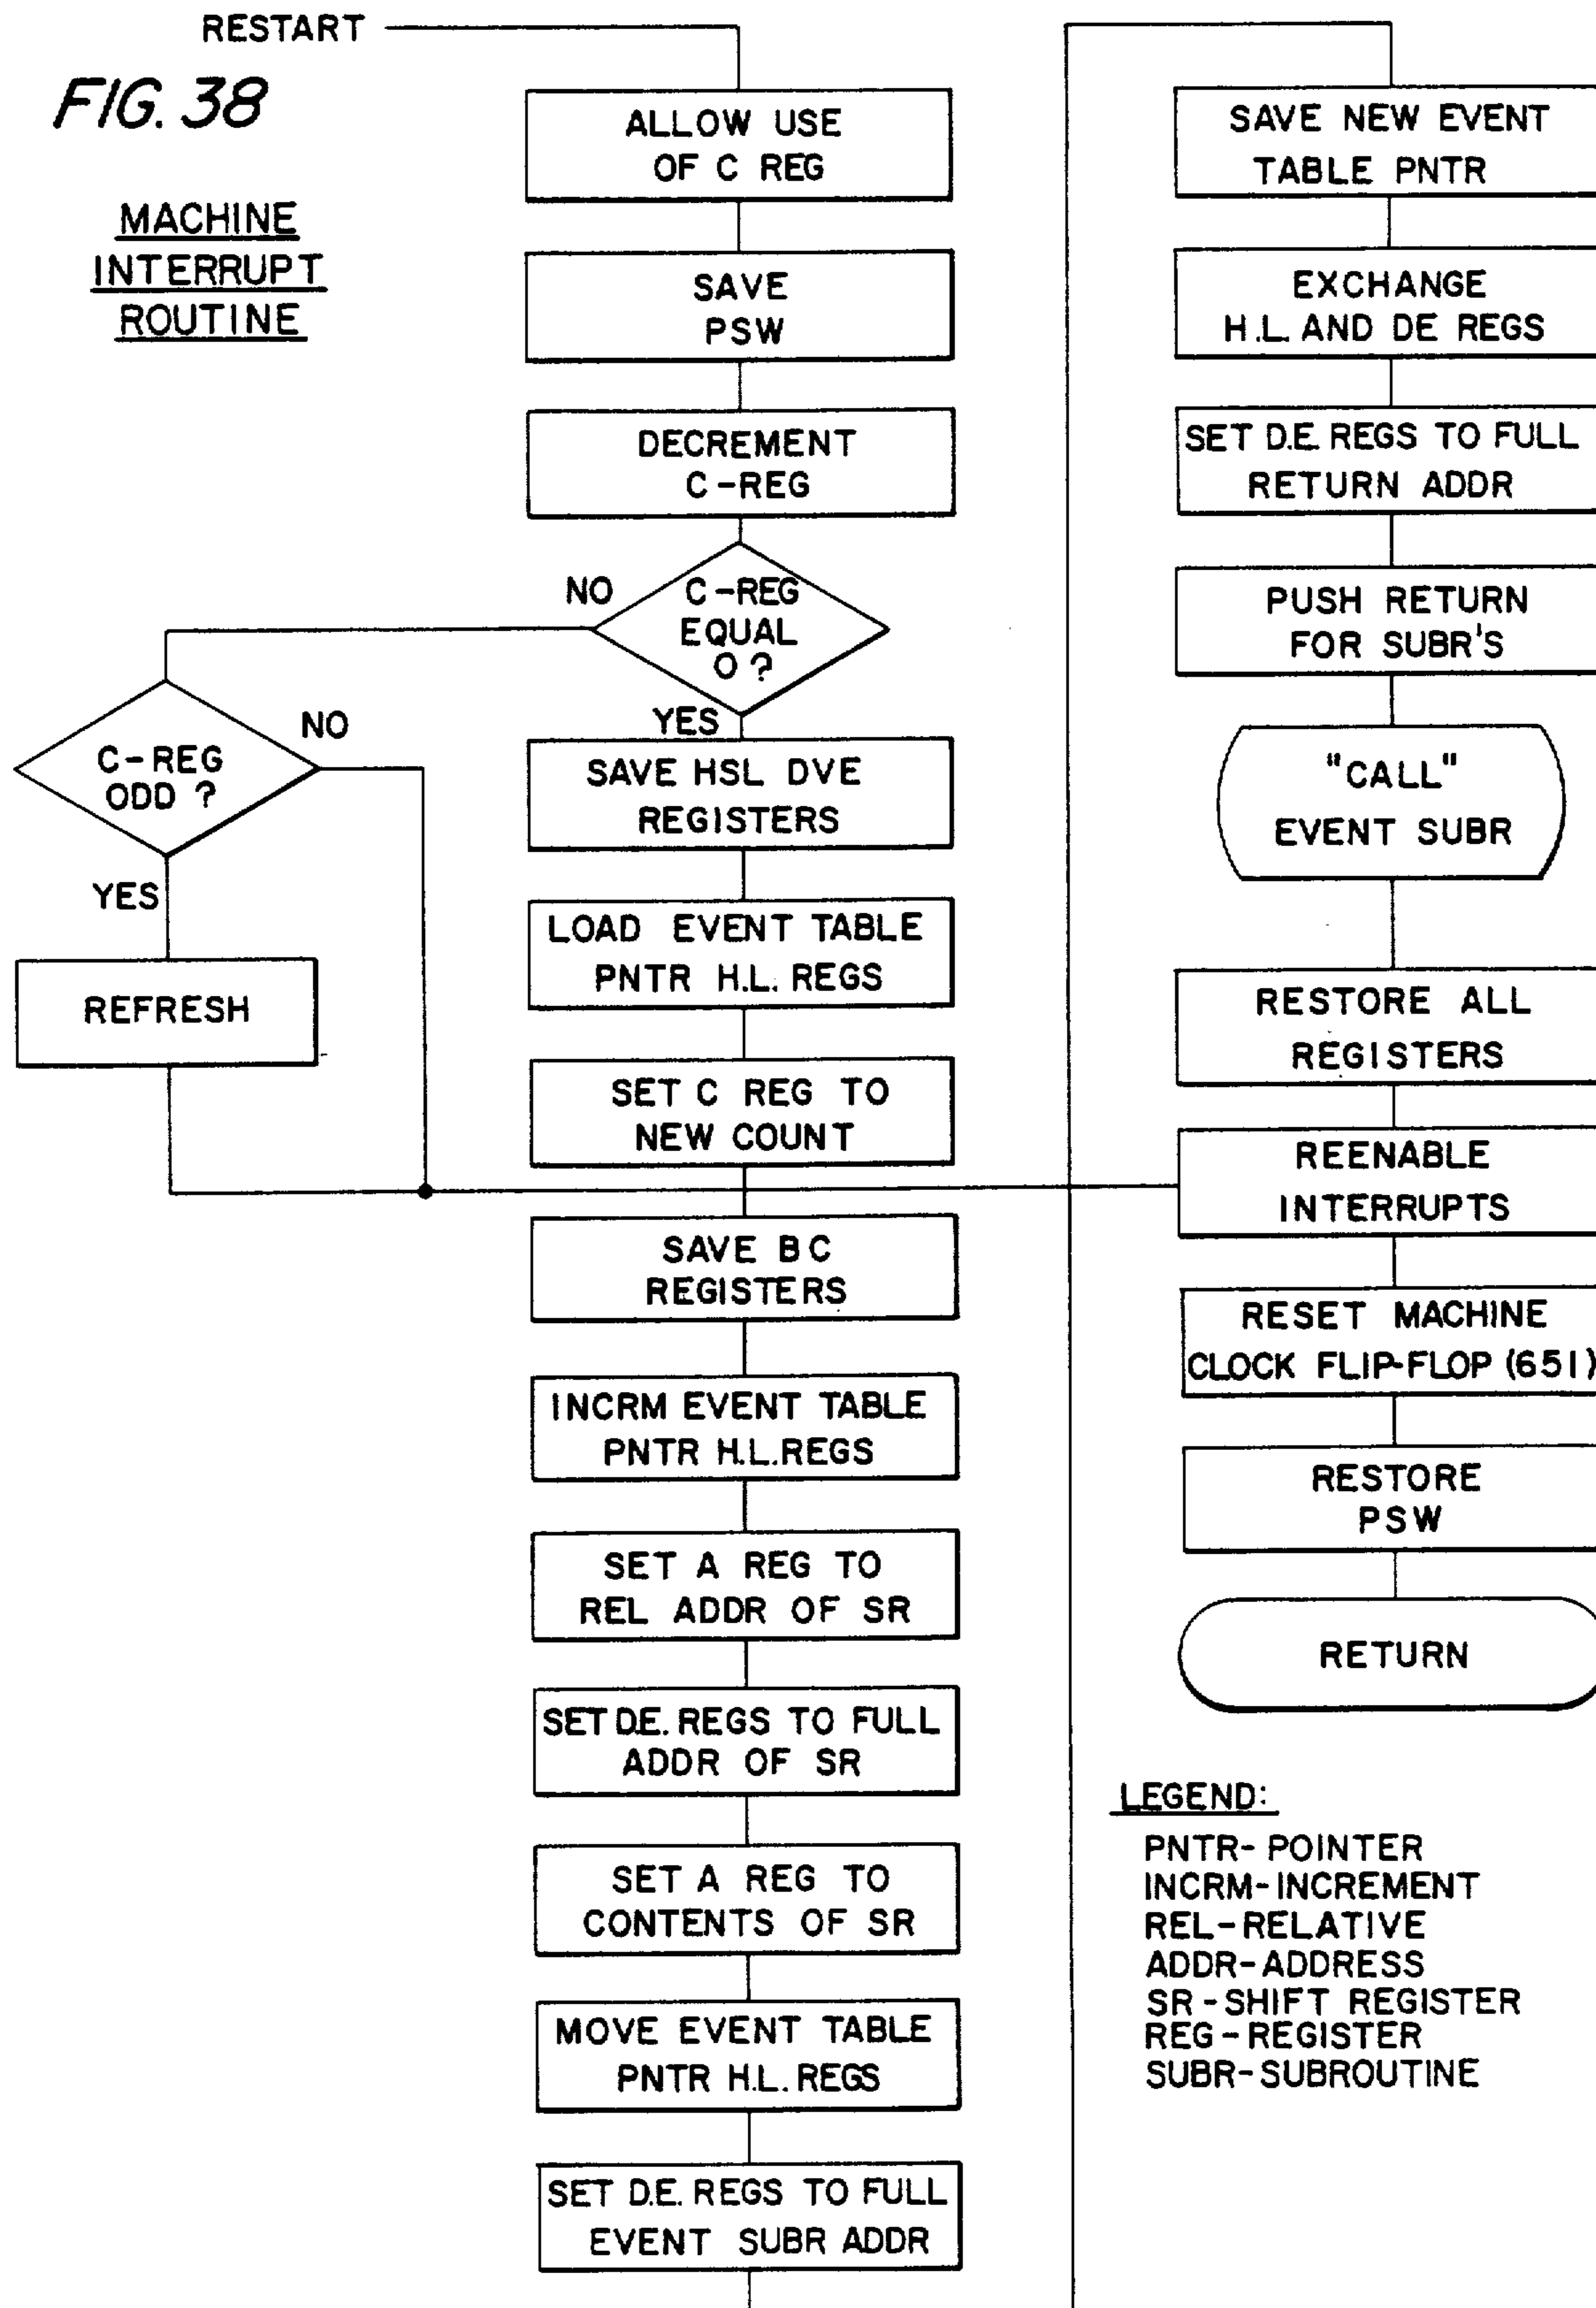 RESTART
FIG. 38
MACHINE
INTERRUPT
ROUTINE
ALLOW USE
OF C REG
SAVE
PSW
DECREMENT
C-REG
C-REG
EQUAL
0?
NO
YES
C-REG
ODD ?
NO
YES
REFRESH
SAVE HSL DVE
REGISTERS
LOAD EVENT TABLE
PNTR H.L. REGS
SET C REG TO
NEW COUNT
SAVE BC
REGISTERS
INCRM EVENT TABLE
PNTR H.L.REGS
SET A REG TO
REL ADDR OF SR
SET D.E. REGS TO FULL
ADDR OF SR
SET A REG TO
CONTENTS OF SR
MOVE EVENT TABLE
PNTR H.L. REGS
SET D.E. REGS TO FULL
EVENT SUBR ADDR
SAVE NEW EVENT
TABLE PNTR
EXCHANGE
H.L. AND DE REGS
SET D.E. REGS TO FULL
RETURN ADDR
PUSH RETURN
FOR SUBR'S
"CALL"
EVENT SUBR
RESTORE ALL
REGISTERS
REENABLE
INTERRUPTS
RESET MACHINE
CLOCK FLIP-FLOP (651)
RESTORE
PSW
RETURN
LEGEND:
PNTR- POINTER
INCRM-INCREMENT
REL-RELATIVE
ADDR-ADDRESS
SR-SHIFT REGISTER
REG-REGISTER
SUBR-SUBROUTINE